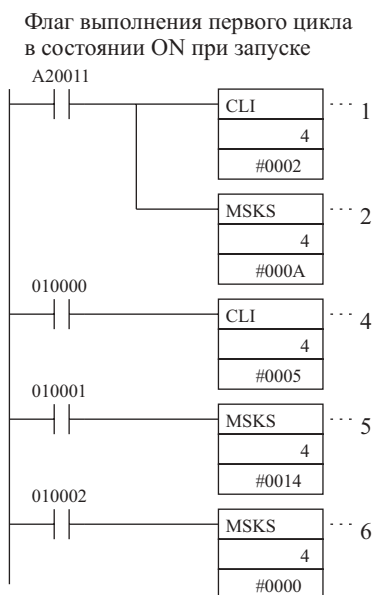 Флаг выполнения первого цикла
в состоянии ON при запуске
A20011
CLI
4
#0002
1
MSKS
4
#000A
2
010000
CLI
4
#0005
4
010001
MSKS
4
#0014
5
010002
MSKS
4
#0000
6